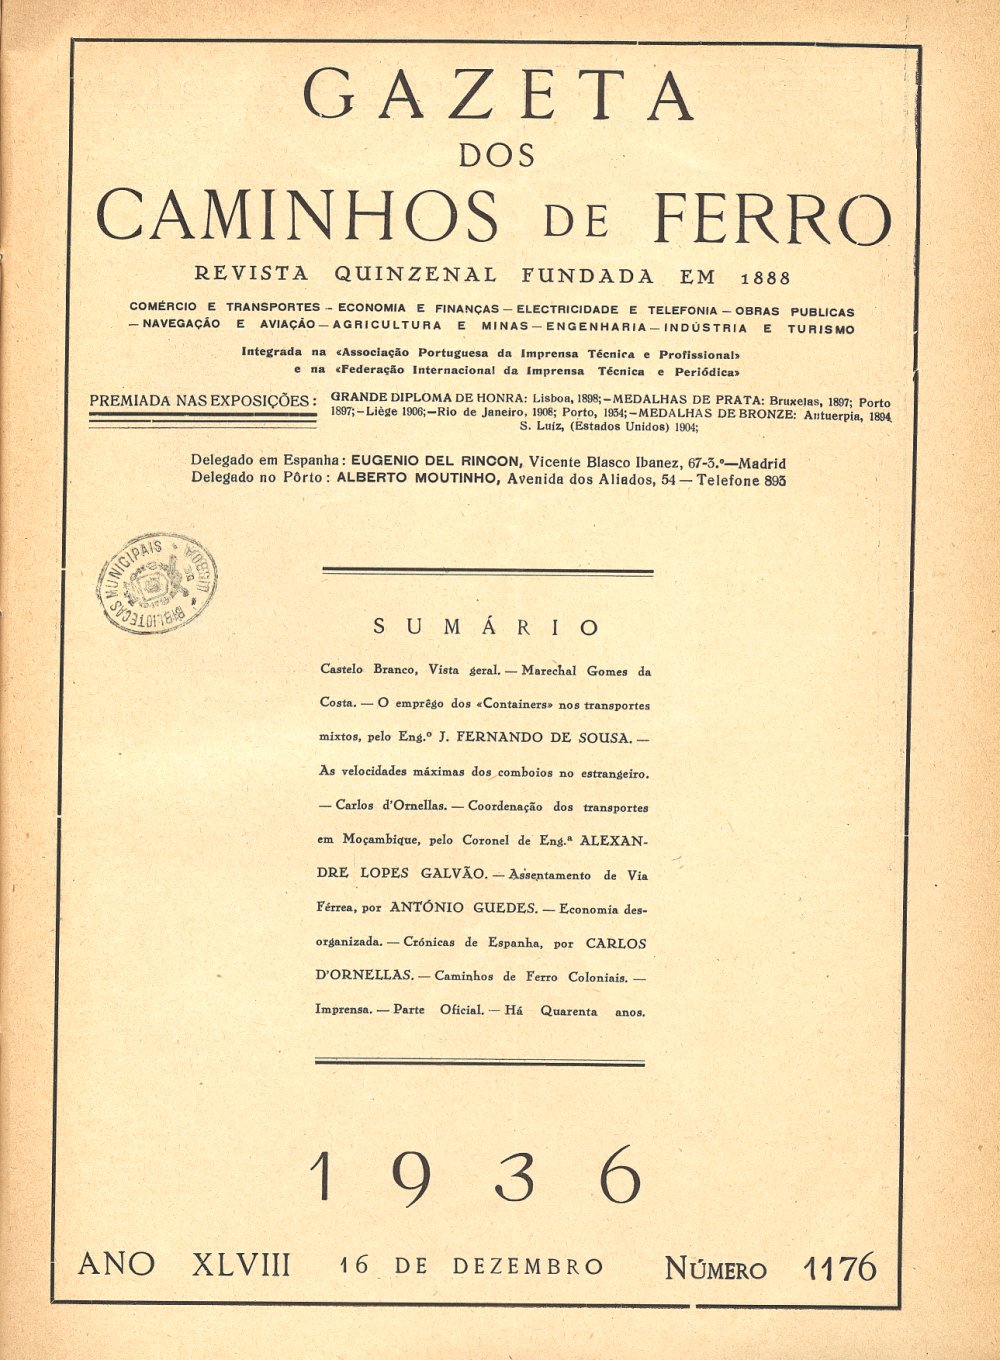 GAZETA
DOS
CAMINHOS DE FERRO
REVISTA QUINZENAL FUNDADA EM 1888
COMÉRCIO E TRANSPORTES – ECONOMIA E FINANÇAS – ELECTRICIDADE E TELEFONIA – OBRAS PUBLICAS
– NAVEGAÇÃO E AVIAÇÃO – AGRICULTURA E MINAS – ENGENHARIA – INDÚSTRIA E TURISMO
Integrada na «Associação Portuguesa da Imprensa Técnica e Profissional»
e na «Federação Internacional da Imprensa Técnica e Periódica»
PREMIADA NAS EXPOSIÇÕES:
GRANDE DIPLOMA DE HONRA: Lisboa, 1898;—MEDALHAS DE PRATA: Bruxelas, 1897; Porto
1897;—Liège 1906;—Rio de Janeiro, 1908; Porto, 1934;—MEDALHAS DE BRONZE: Antuerpia, 1894
S. Luiz, (Estados Unidos) 1904;
Delegado em Espanha: EUGENIO DEL RINCON, Vicente Blasco Ibanez, 67-3.º—Madrid
Delegado no Pôrto: ALBERTO MOUTINHO, Avenida dos Aliados, 54 — Telefone 893
BIBLIOTECAS MUNICIPAIS • DE LISBOA •
SUMÁRIO
Castelo Branco, Vista geral. — Marechal Gomes da
Costa. — O emprêgo dos «Containers» nos transportes
mixtos, pelo Eng.º J. FERNANDO DE SOUSA. —
As velocidades máximas dos comboios no estrangeiro.
— Carlos d'Ornellas. — Coordenação dos transportes
em Moçambique, pelo Coronel de Eng.ª ALEXAN-
DRE LOPES GALVÃO. — Assentamento de Via
Férrea, por ANTÓNIO GUEDES. — Economia des-
organizada. — Crónicas de Espanha, por CARLOS
D'ORNELLAS. — Caminhos de Ferro Coloniais. —
Imprensa. — Parte Oficial. — Há Quarenta anos.
1936
ANO XLVIII 16 DE DEZEMBRO NÚMERO 1176